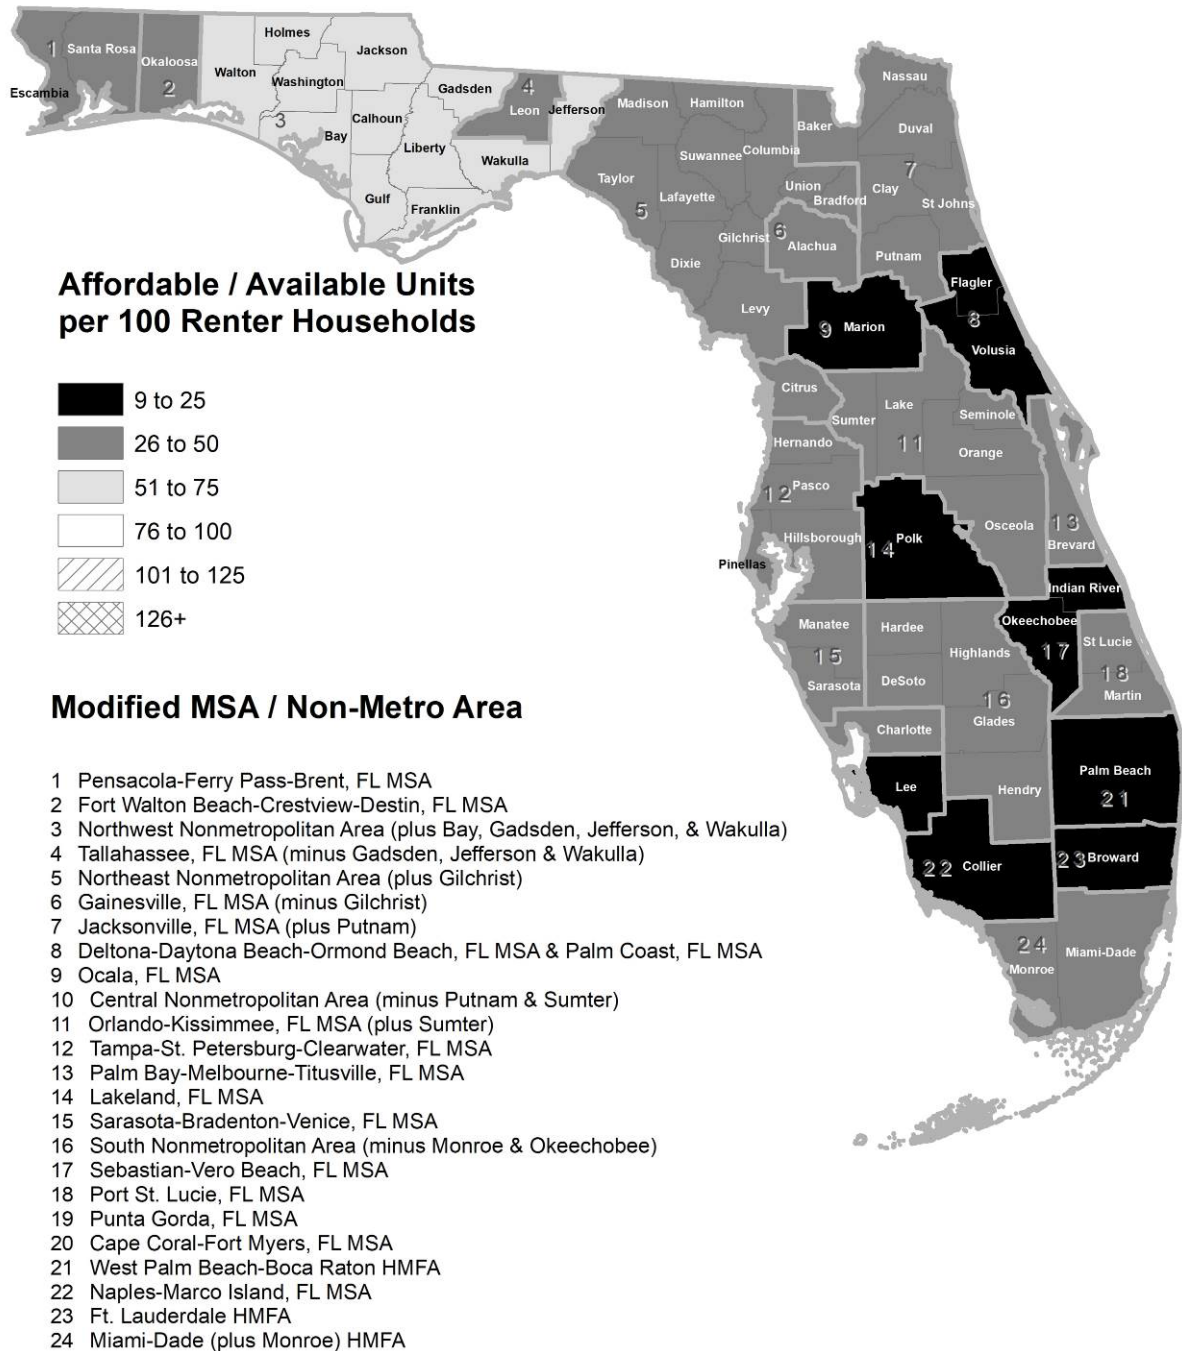 Holmes
1
Santa Rosa
Okaloosa
Jackson
Walton
Washington
Escambia
2
Gadsden
4
Leon
Jefferson
3
Bay
Calhoun
Liberty
Wakulla
Gulf
Franklin
Madison
Hamilton
Nassau
Baker
Duval
Suwannee
Columbia
Taylor
Lafayette
Union
Bradford
Clay
7
St Johns
5
Gilchrist
6
Alachua
Dixie
Putnam
Levy
Flagler
9
Marion
8
Volusia
Citrus
Lake
Sumter
Seminole
Hernando
11
Orange
12
Pasco
Osceola
13
Hillsborough
14
Polk
Brevard
Pinellas
Indian River
Manatee
Hardee
Okeechobee
15
Highlands
17
St Lucie
Sarasota
DeSoto
18
16
Martin
Charlotte
Glades
Lee
Hendry
Palm Beach
21
22
Collier
23
Broward
24
Monroe
Miami-Dade
Affordable / Available Units
per 100 Renter Households
9 to 25
26 to 50
51 to 75
76 to 100
101 to 125
126+
Modified MSA / Non-Metro Area
1 Pensacola-Ferry Pass-Brent, FL MSA
2 Fort Walton Beach-Crestview-Destin, FL MSA
3 Northwest Nonmetropolitan Area (plus Bay, Gadsden, Jefferson, & Wakulla)
4 Tallahassee, FL MSA (minus Gadsden, Jefferson & Wakulla)
5 Northeast Nonmetropolitan Area (plus Gilchrist)
6 Gainesville, FL MSA (minus Gilchrist)
7 Jacksonville, FL MSA (plus Putnam)
8 Deltona-Daytona Beach-Ormond Beach, FL MSA & Palm Coast, FL MSA
9 Ocala, FL MSA
10 Central Nonmetropolitan Area (minus Putnam & Sumter)
11 Orlando-Kissimmee, FL MSA (plus Sumter)
12 Tampa-St. Petersburg-Clearwater, FL MSA
13 Palm Bay-Melbourne-Titusville, FL MSA
14 Lakeland, FL MSA
15 Sarasota-Bradenton-Venice, FL MSA
16 South Nonmetropolitan Area (minus Monroe & Okeechobee)
17 Sebastian-Vero Beach, FL MSA
18 Port St. Lucie, FL MSA
19 Punta Gorda, FL MSA
20 Cape Coral-Fort Myers, FL MSA
21 West Palm Beach-Boca Raton HMFA
22 Naples-Marco Island, FL MSA
23 Ft. Lauderdale HMFA
24 Miami-Dade (plus Monroe) HMFA